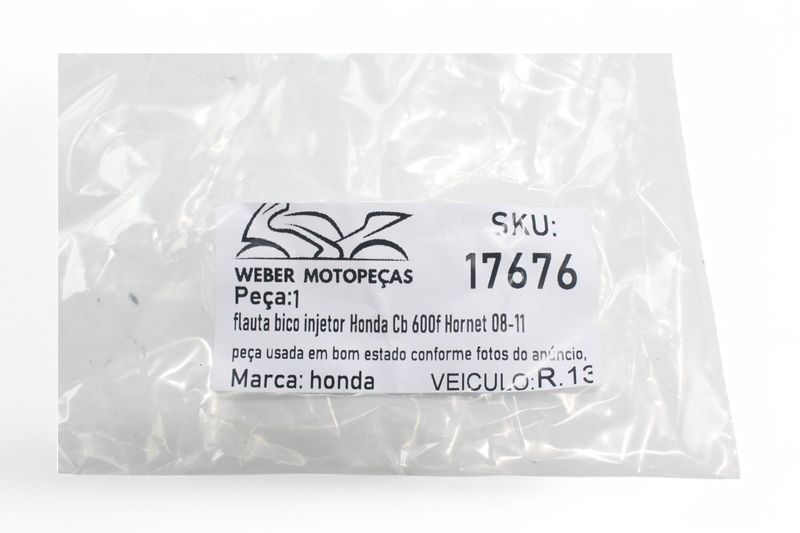 SKU:
17676
WEBER MOTOPEÇAS
Peça:1
flauta bico injetor Honda Cb 600f Hornet 08-11
peça usada em bom estado conforme fotos do anúncio,
Marca: honda VEICULO:R.13